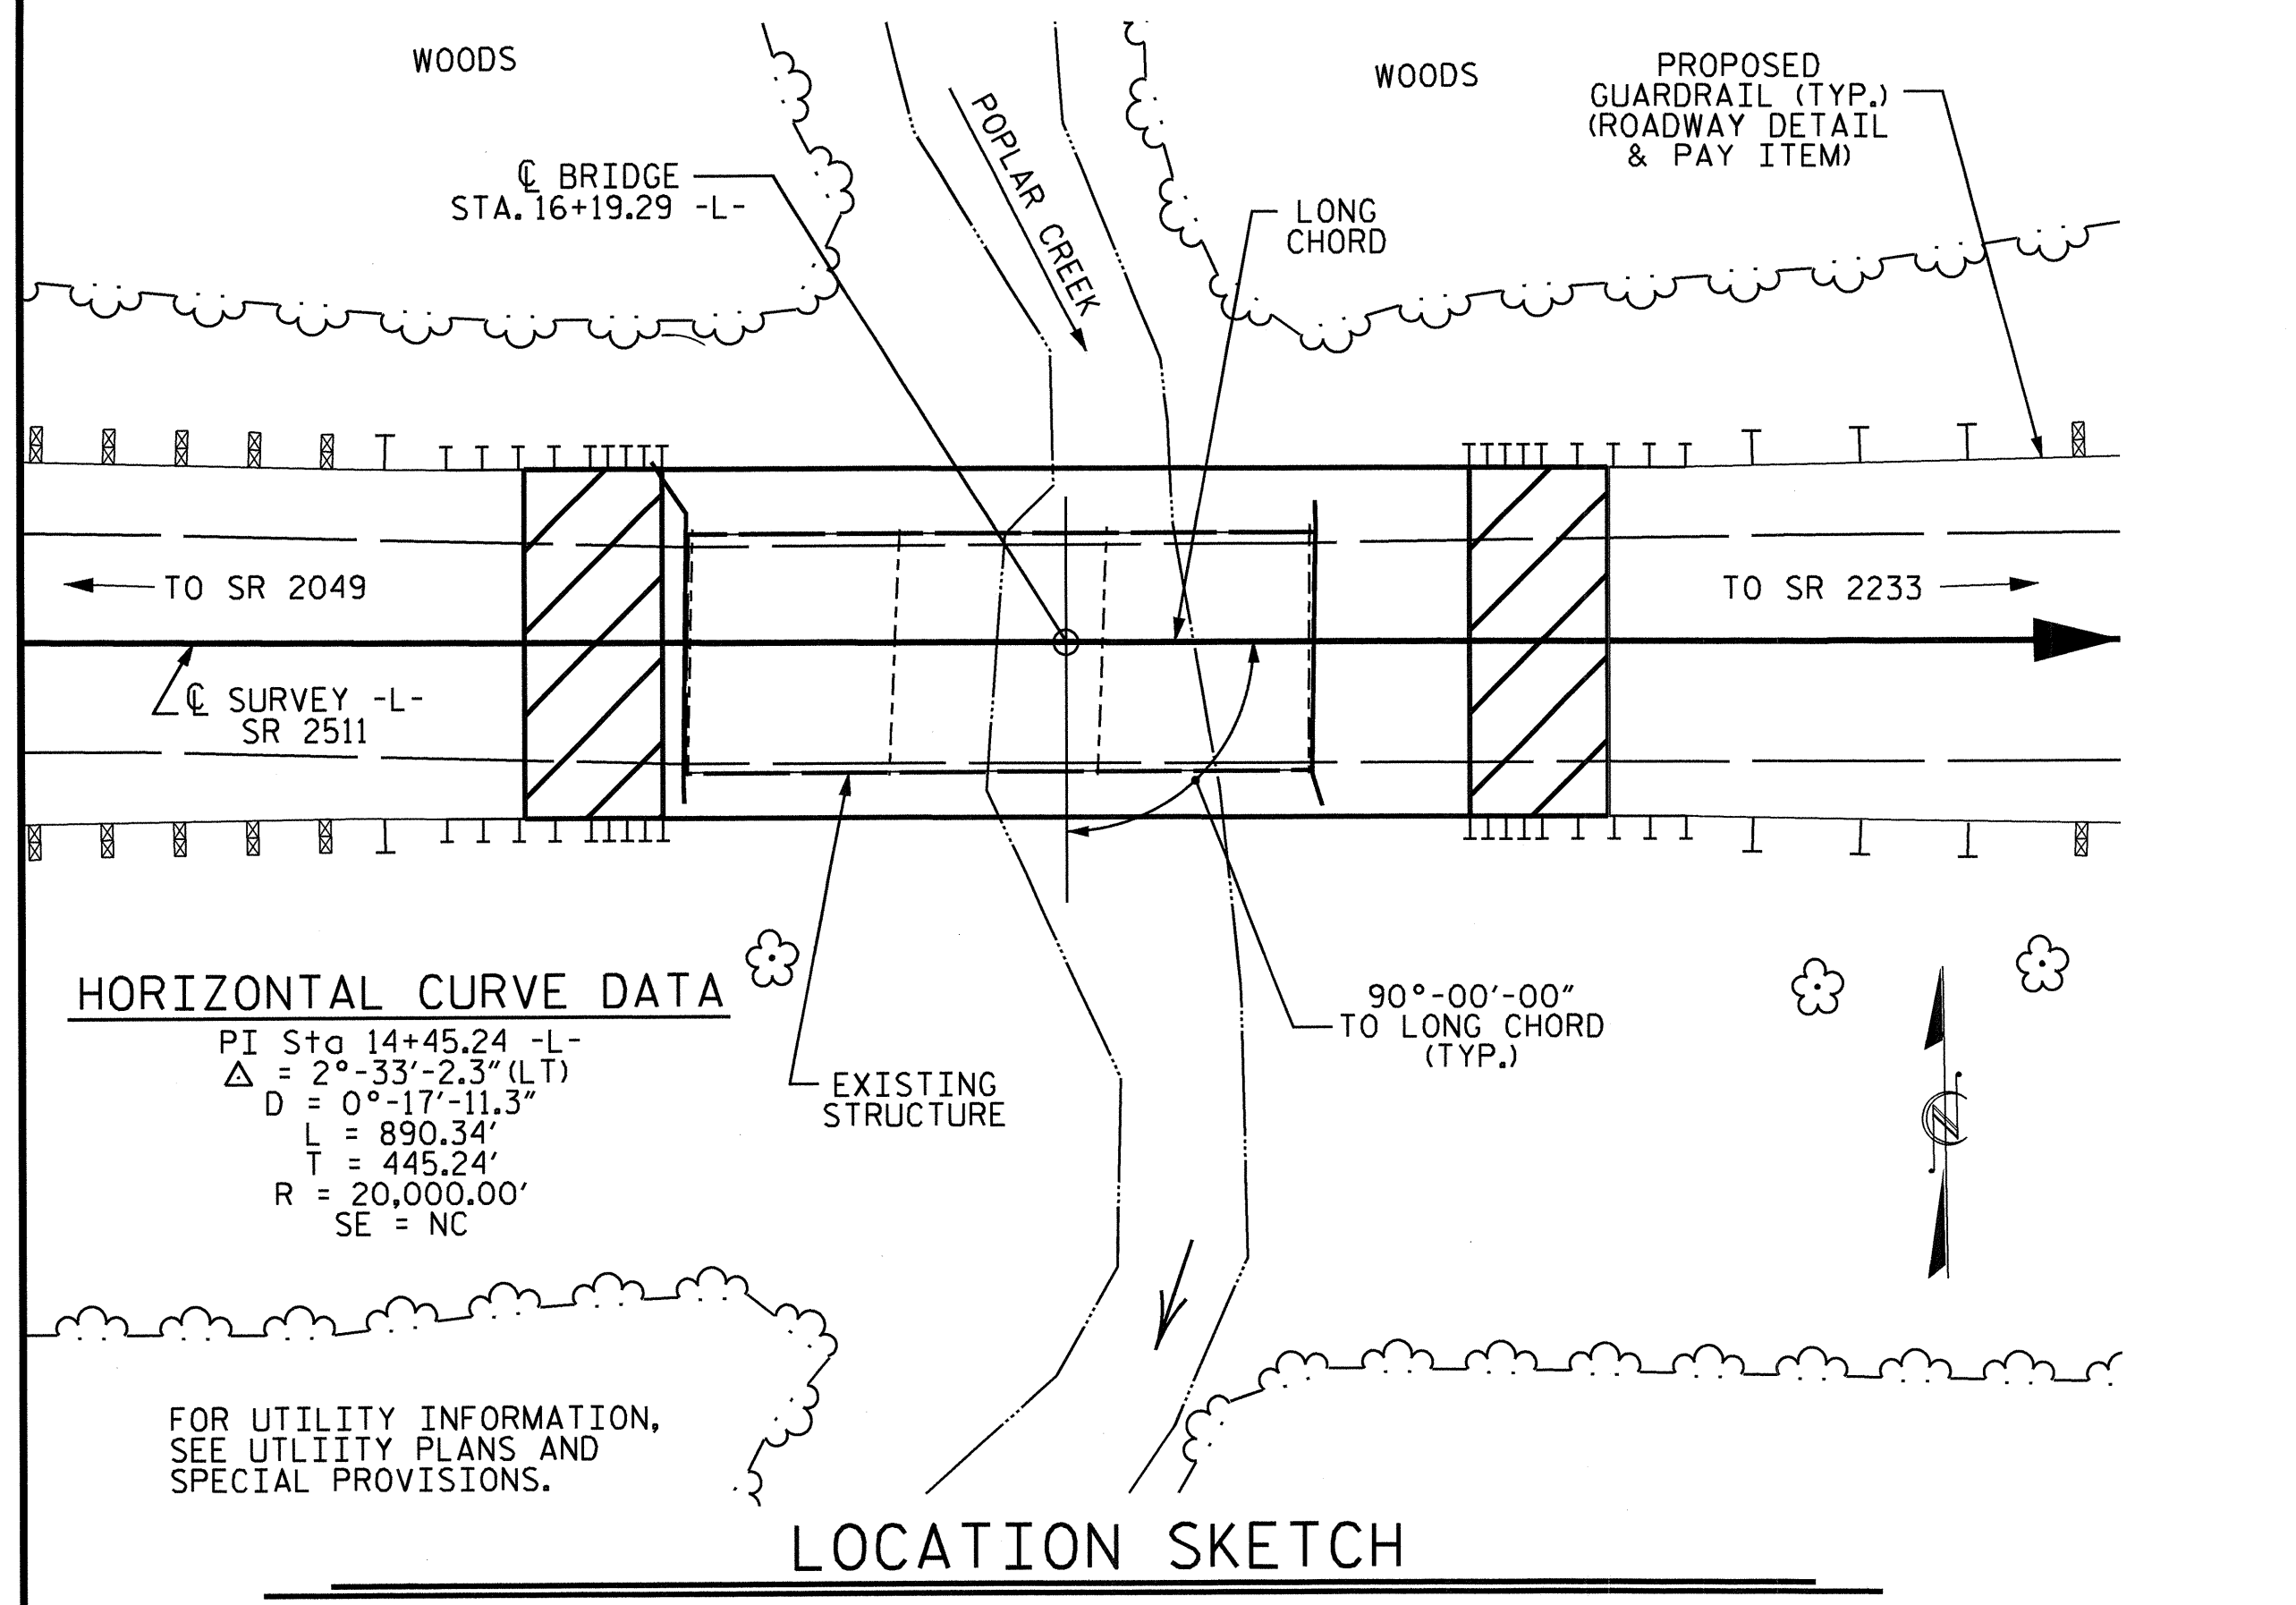 WOODS
WOODS
PROPOSED
GUARDRAIL (TYP.)
(ROADWAY DETAIL
& PAY ITEM)
℄ BRIDGE
STA. 16+19.29 -L-
POPLAR CREEK
LONG
CHORD
TO SR 2049
TO SR 2233
℄ SURVEY -L-
SR 2511
HORIZONTAL CURVE DATA
PI Sta 14+45.24 -L-
△ = 2°-33'-2.3"(LT)
D = 0°-17'-11.3"
L = 890.34'
T = 445.24'
R = 20,000.00'
SE = NC
90°-00'-00"
TO LONG CHORD
(TYP.)
EXISTING
STRUCTURE
N
FOR UTILITY INFORMATION,
SEE UTLIITY PLANS AND
SPECIAL PROVISIONS.
LOCATION SKETCH